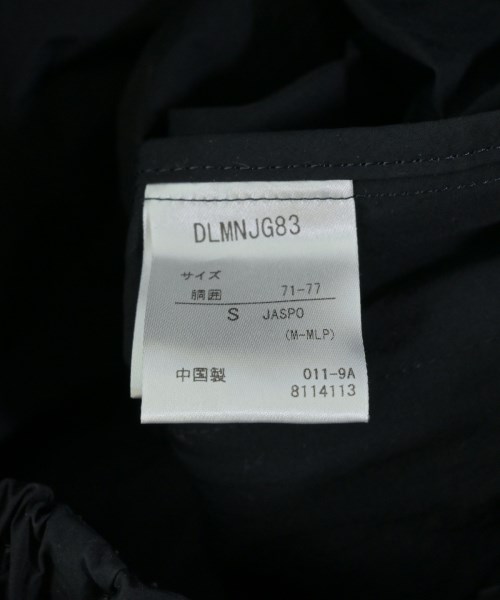 DLMNJG83
サイズ
胴囲 71-77
S JASPO
(M-MLP)
中国製 011-9A
8114113